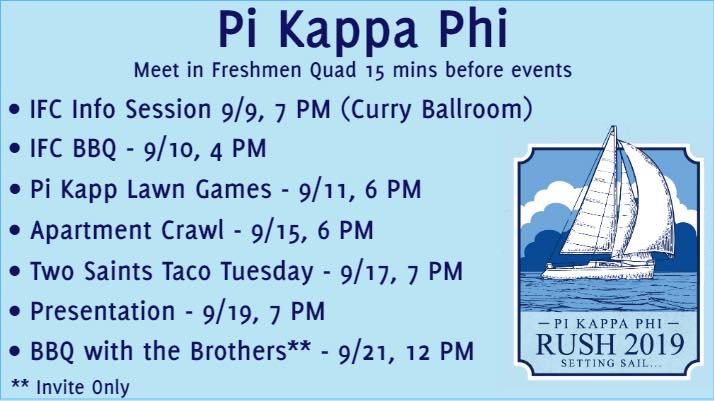 Pi Kappa Phi
Meet in Freshmen Quad 15 mins before events
• IFC Info Session 9/9, 7 PM (Curry Ballroom)
• IFC BBQ - 9/10, 4 PM
• Pi Kapp Lawn Games - 9/11, 6 PM
• Apartment Crawl - 9/15, 6 PM
• Two Saints Taco Tuesday - 9/17, 7 PM
• Presentation - 9/19, 7 PM
• BBQ with the Brothers** - 9/21, 12 PM
** Invite Only
– PI KAPPA PHI –
RUSH 2019
SETTING SAIL...